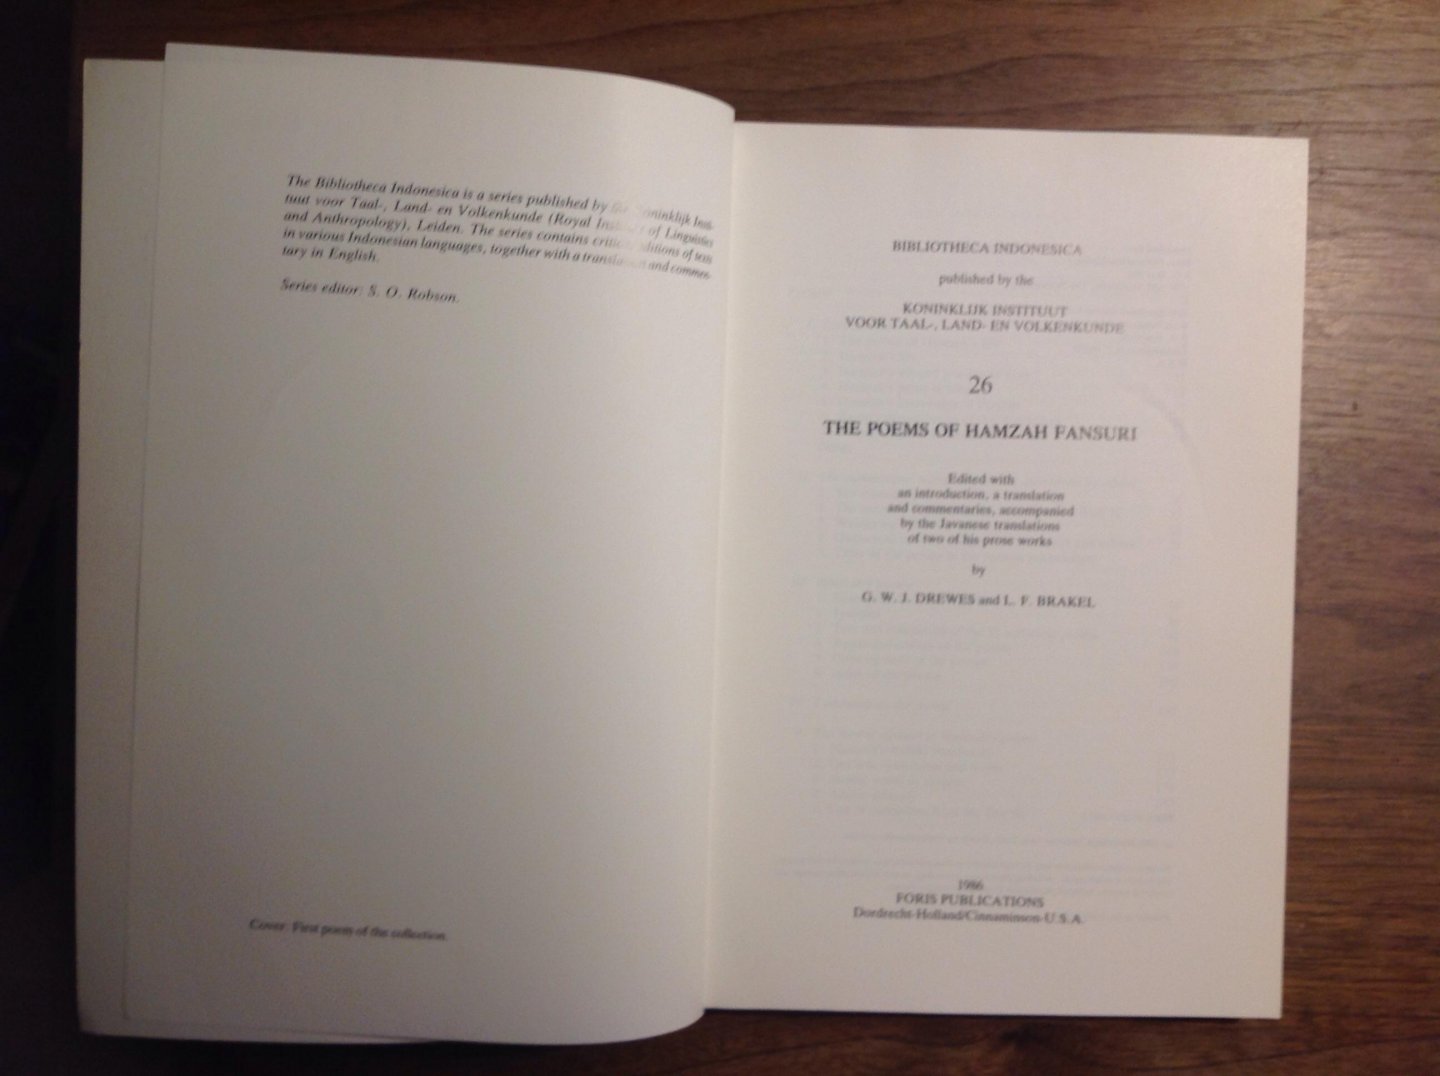 The Bibliotheca Indonesica is a series published by the Koninklijk Insti-
tuut voor Taal-, Land- en Volkenkunde (Royal Institute of Linguistics
and Anthropology), Leiden. The series contains critical editions of texts
in various Indonesian languages, together with a translation and commen-
tary in English.
Series editor: S. O. Robson.
Cover: First poem of the collection.
BIBLIOTHECA INDONESICA
published by the
KONINKLIJK INSTITUUT
VOOR TAAL-, LAND- EN VOLKENKUNDE
26
THE POEMS OF HAMZAH FANSURI
Edited with
an introduction, a translation
and commentaries, accompanied
by the Javanese translations
of two of his prose works
by
G. W. J. DREWES and L. F. BRAKEL
1986
FORIS PUBLICATIONS
Dordrecht-Holland/Cinnaminson-U.S.A.